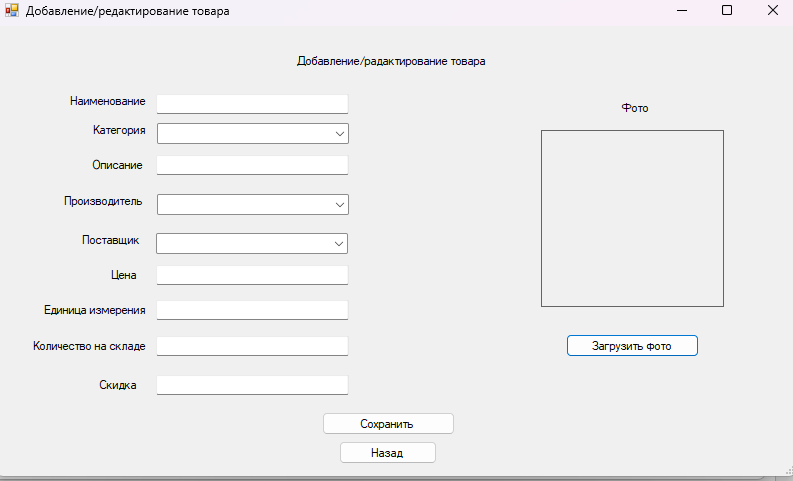 Добавление/редактирование товара
Добавление/радактирование товара
Наименование
Категория
Описание
Производитель
Поставщик
Цена
Единица измерения
Количество на складе
Скидка
Фото
Загрузить фото
Сохранить
Назад